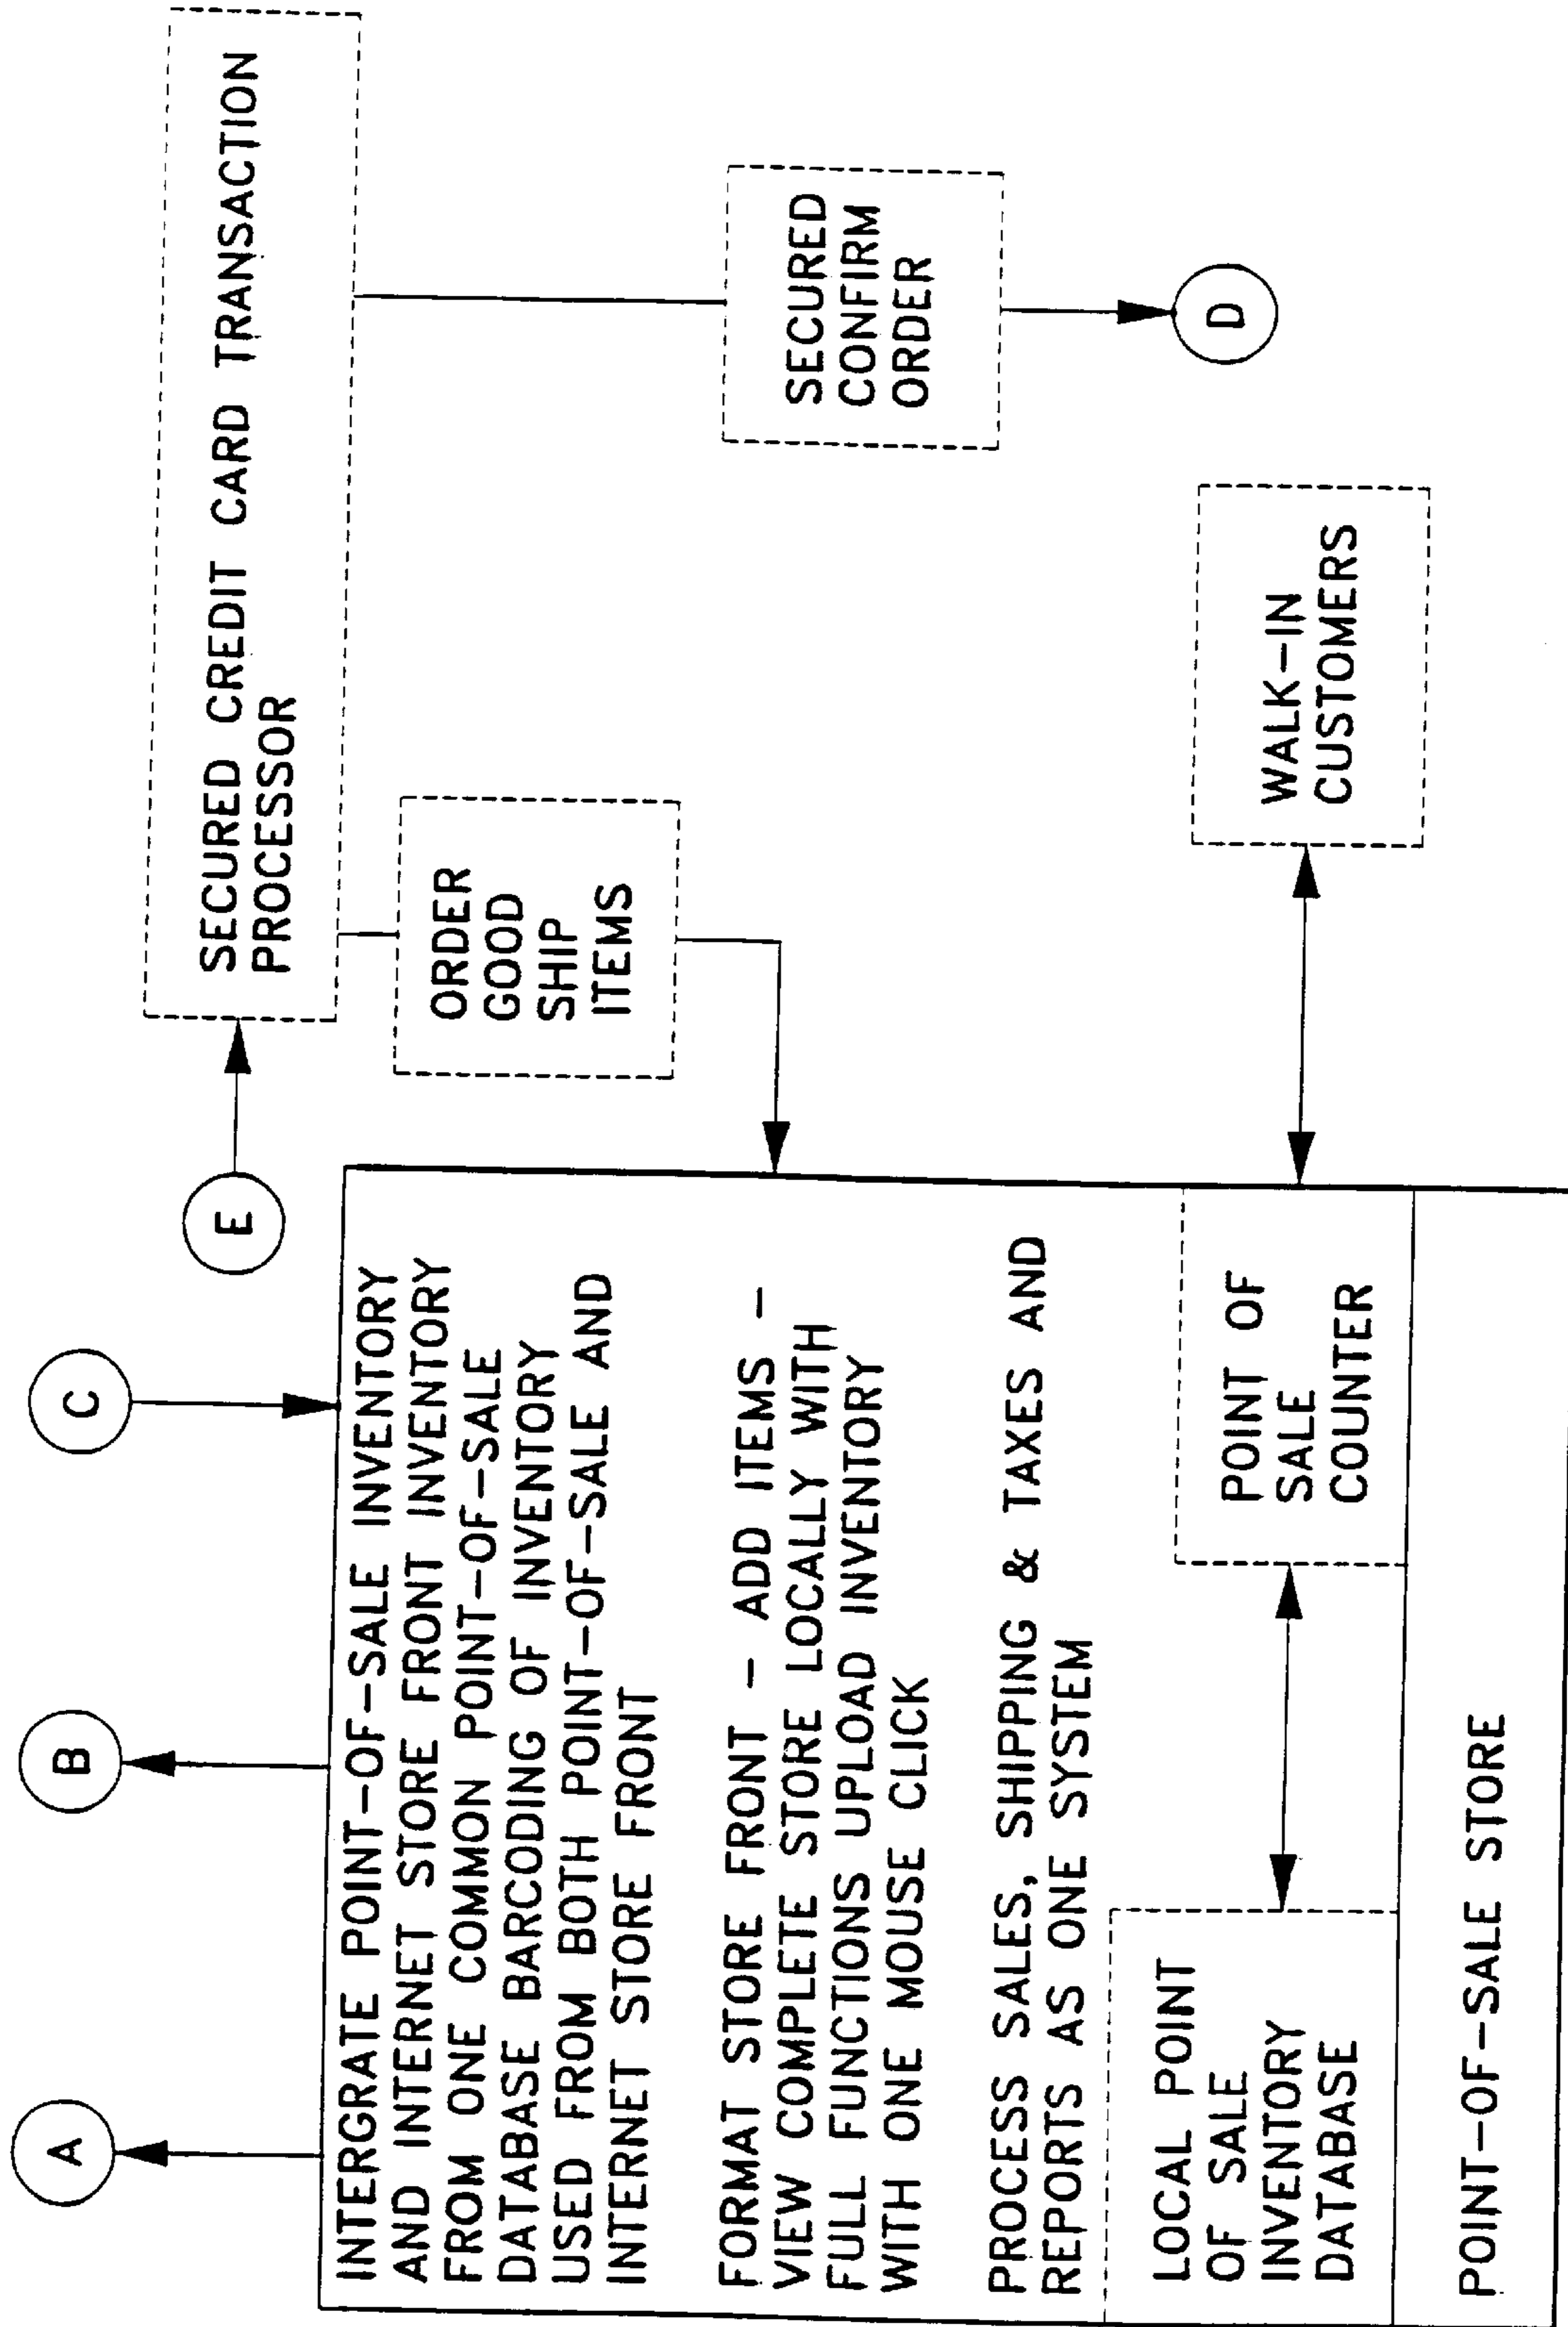 A
B
C
E
SECURED CREDIT CARD TRANSACTION
PROCESSOR
INTERGRATE POINT-OF-SALE INVENTORY
AND INTERNET STORE FRONT INVENTORY
FROM ONE COMMON POINT-OF-SALE
DATABASE BARCODING OF INVENTORY
USED FROM BOTH POINT-OF-SALE AND
INTERNET STORE FRONT
FORMAT STORE FRONT - ADD ITEMS -
VIEW COMPLETE STORE LOCALLY WITH
FULL FUNCTIONS UPLOAD INVENTORY
WITH ONE MOUSE CLICK
PROCESS SALES, SHIPPING & TAXES AND
REPORTS AS ONE SYSTEM
ORDER
GOOD
SHIP
ITEMS
SECURED
CONFIRM
ORDER
D
LOCAL POINT
OF SALE
INVENTORY
DATABASE
POINT OF
SALE
COUNTER
WALK-IN
CUSTOMERS
POINT-OF-SALE STORE